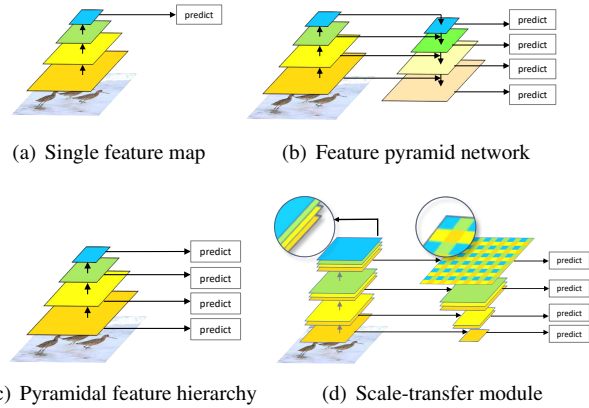 predict
predict
predict
predict
predict
(a) Single feature map
(b) Feature pyramid network
predict
predict
predict
predict
predict
predict
predict
predict
c) Pyramidal feature hierarchy
(d) Scale-transfer module